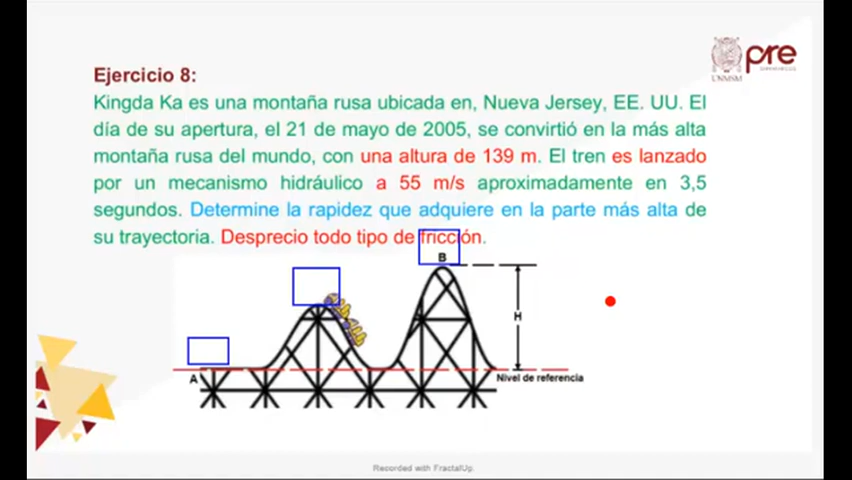 UNMSM
pre
Ejercicio 8:
Kingda Ka es una montaña rusa ubicada en, Nueva Jersey, EE. UU. El
día de su apertura, el 21 de mayo de 2005, se convirtió en la más alta
montaña rusa del mundo, con una altura de 139 m. El tren es lanzado
por un mecanismo hidráulico a 55 m/s aproximadamente en 3,5
segundos. Determine la rapidez que adquiere en la parte más alta de
su trayectoria. Desprecio todo tipo de fricción.
B
H
A
Nivel de referencia
Recorded with FractalUp